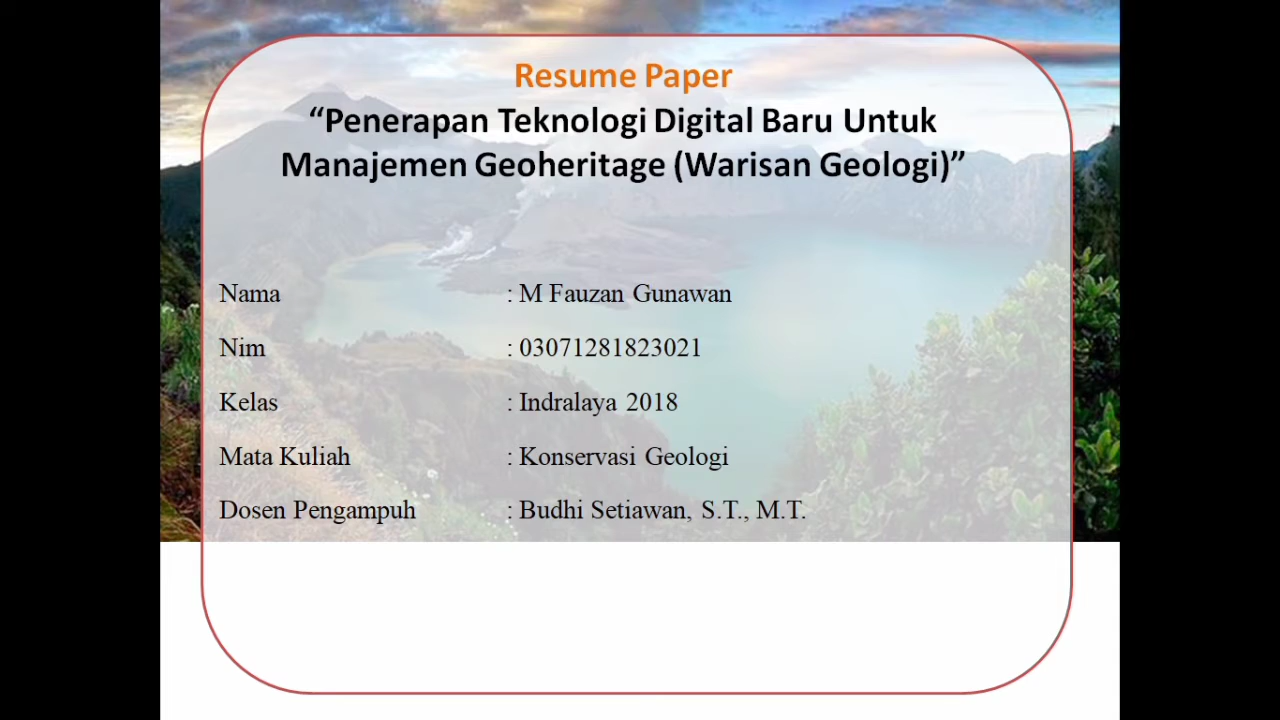 Resume Paper
“Penerapan Teknologi Digital Baru Untuk
Manajemen Geoheritage (Warisan Geologi)”
Nama : M Fauzan Gunawan
Nim : 03071281823021
Kelas : Indralaya 2018
Mata Kuliah : Konservasi Geologi
Dosen Pengampuh : Budhi Setiawan, S.T., M.T.